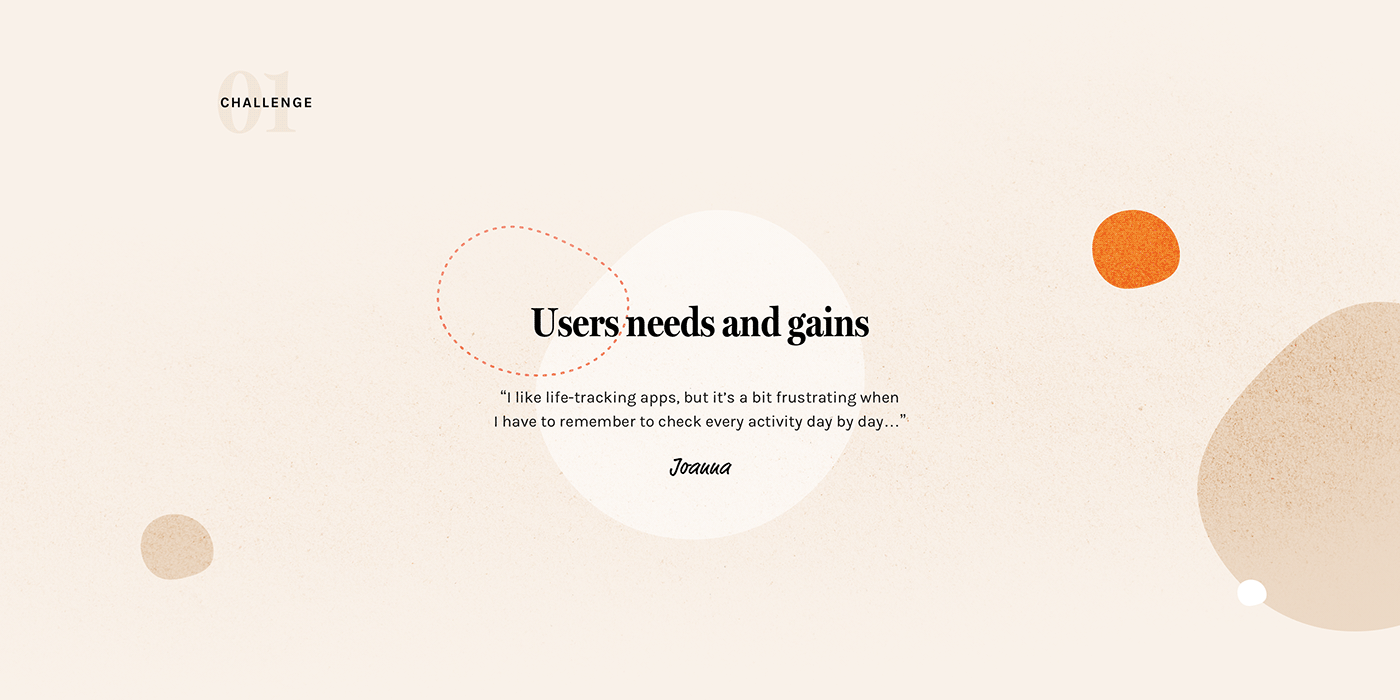 01
CHALLENGE
Users needs and gains
“I like life-tracking apps, but it’s a bit frustrating when
I have to remember to check every activity day by day...”
Joanna